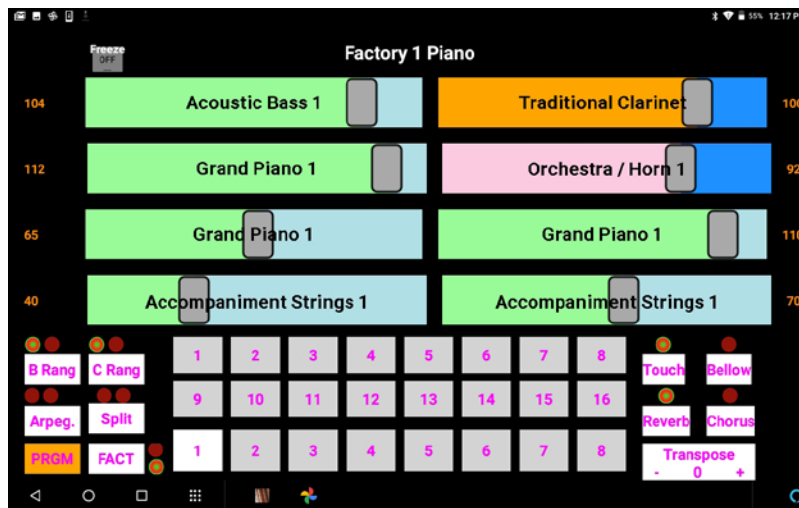 55% 12:17 P
Freeze
OFF
Factory 1 Piano
104 Acoustic Bass 1 Traditional Clarinet 100
112 Grand Piano 1 Orchestra / Horn 1 92
65 Grand Piano 1 Grand Piano 1 110
40 Accompaniment Strings 1 Accompaniment Strings 1 70
B Rang C Rang 1 2 3 4 5 6 7 8 Touch Bellow
Arpeg. Split 9 10 11 12 13 14 15 16 Reverb Chorus
PRGM FACT 1 2 3 4 5 6 7 8 Transpose
- 0 +